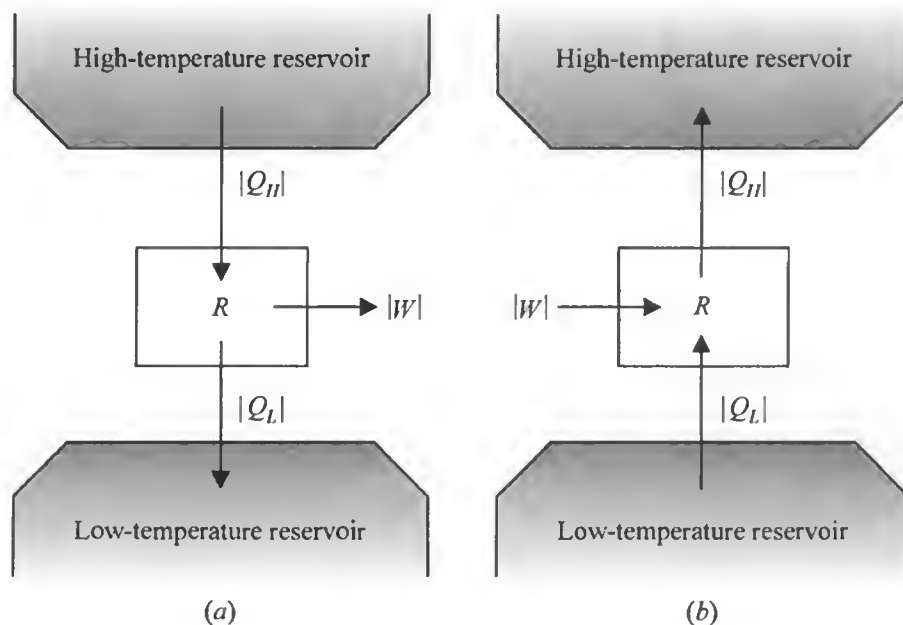 High-temperature reservoir
|Q_H|
R
|W|
|Q_L|
Low-temperature reservoir
(a)
High-temperature reservoir
|Q_H|
|W|
R
|Q_L|
Low-temperature reservoir
(b)